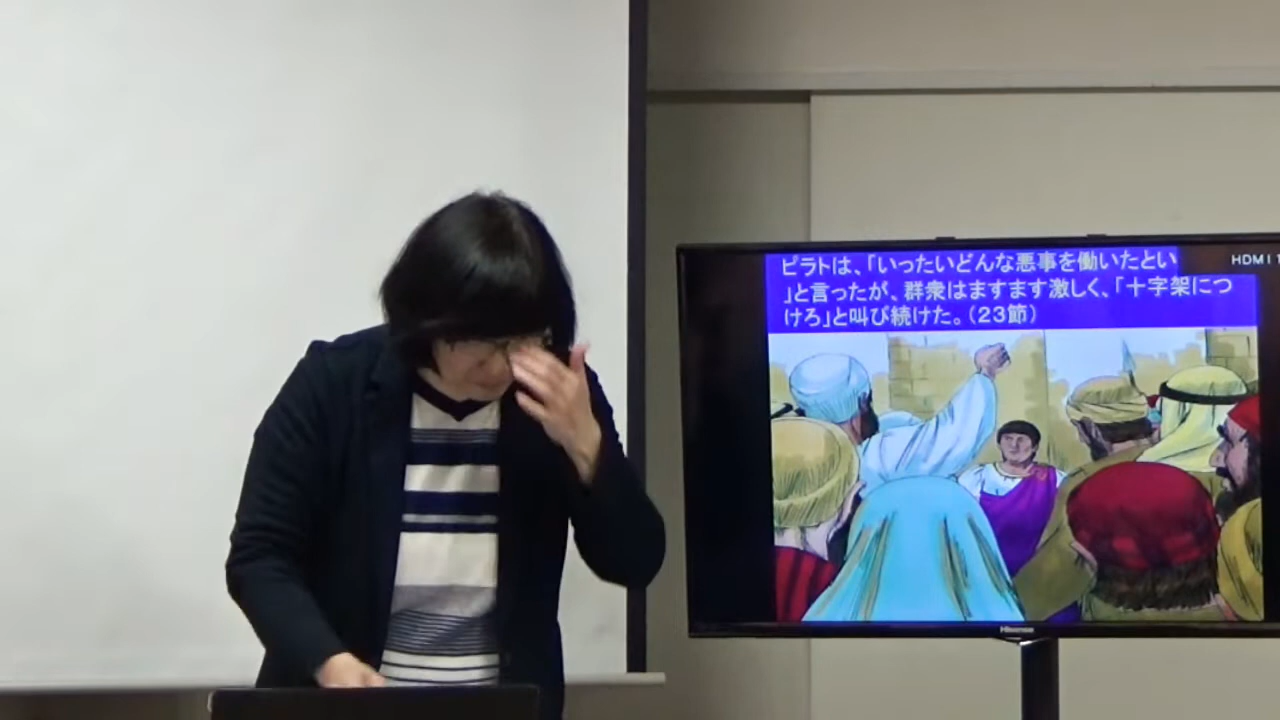 ピラトは、「いったいどんな悪事を働いたとい
」と言ったが、群衆はますます激しく、「十字架につ
けろ」と叫び続けた。（２３節）
HDMI 1
Hisense